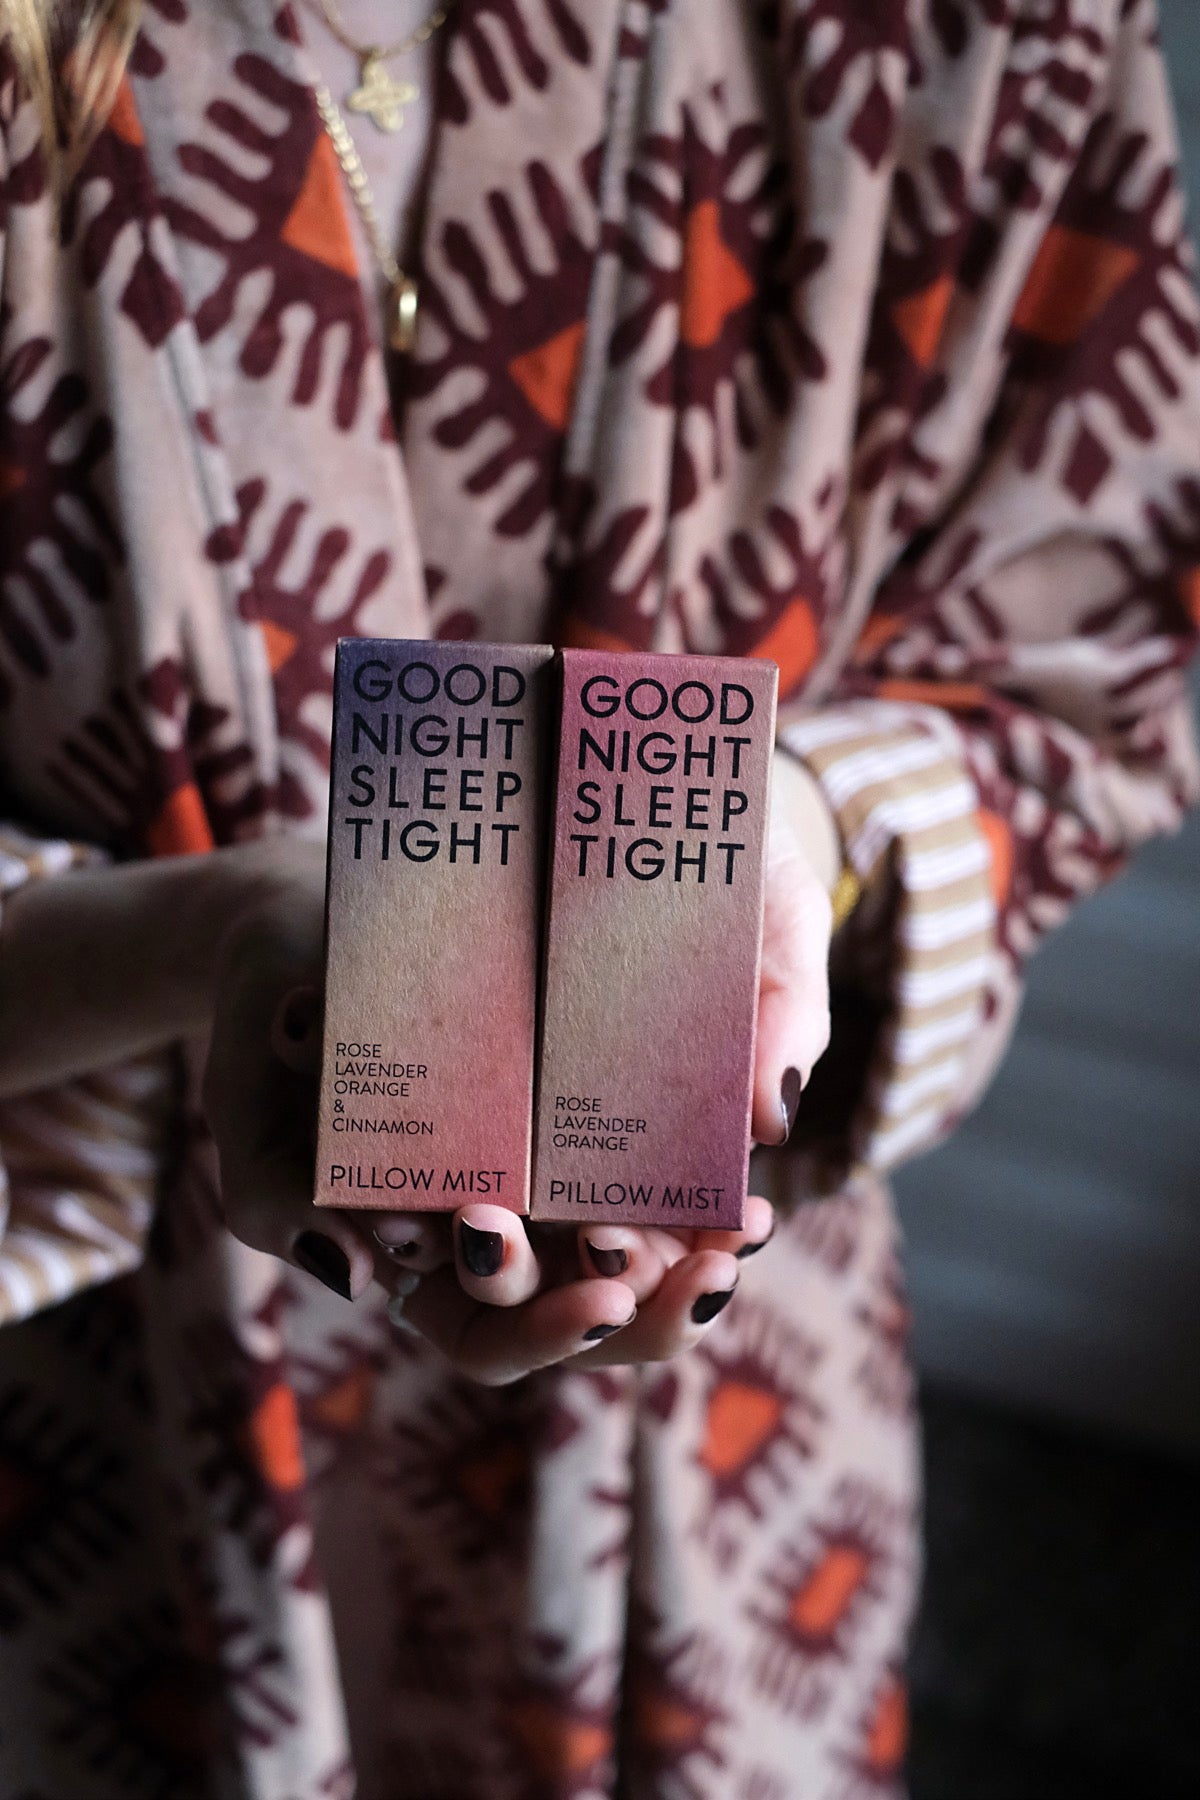 GOOD
NIGHT
SLEEP
TIGHT
ROSE
LAVENDER
ORANGE
&
CINNAMON
PILLOW MIST
GOOD
NIGHT
SLEEP
TIGHT
ROSE
LAVENDER
ORANGE
PILLOW MIST